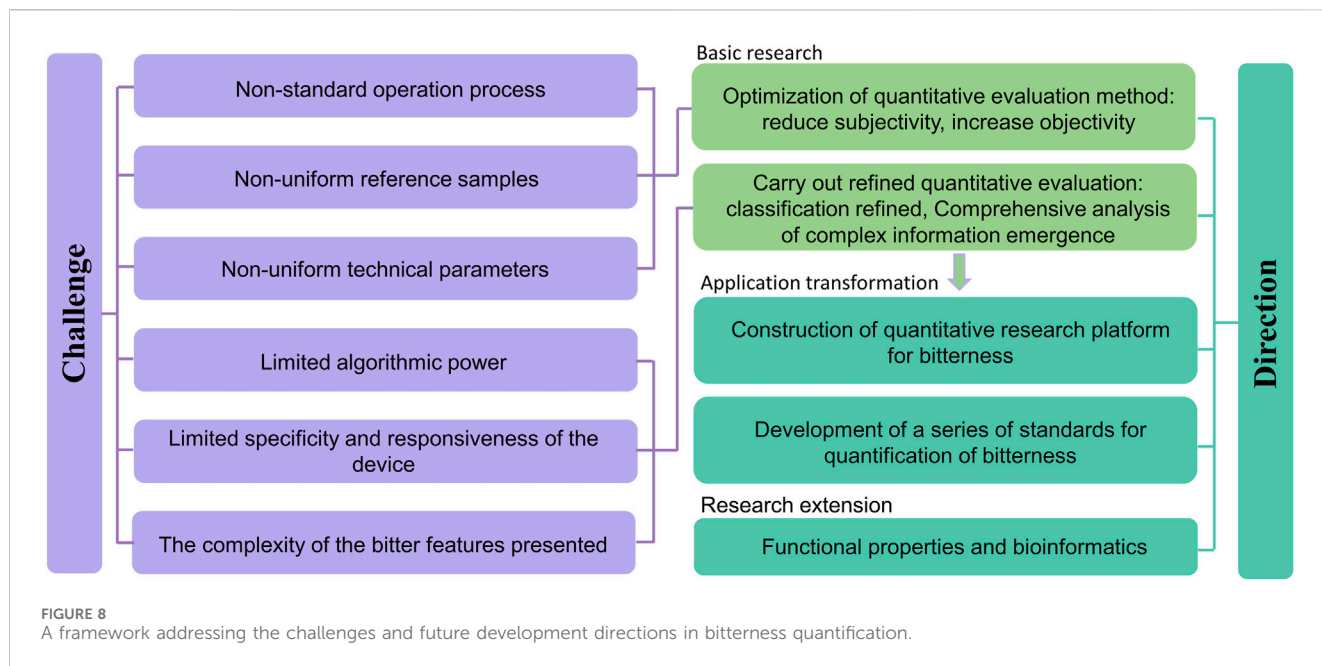 Challenge
Non-standard operation process
Non-uniform reference samples
Non-uniform technical parameters
Limited algorithmic power
Limited specificity and responsiveness of the
device
The complexity of the bitter features presented
Basic research
Optimization of quantitative evaluation method:
reduce subjectivity, increase objectivity
Carry out refined quantitative evaluation:
classification refined, Comprehensive analysis
of complex information emergence
Application transformation
Construction of quantitative research platform
for bitterness
Development of a series of standards for
quantification of bitterness
Research extension
Functional properties and bioinformatics
Direction
FIGURE 8
A framework addressing the challenges and future development directions in bitterness quantification.